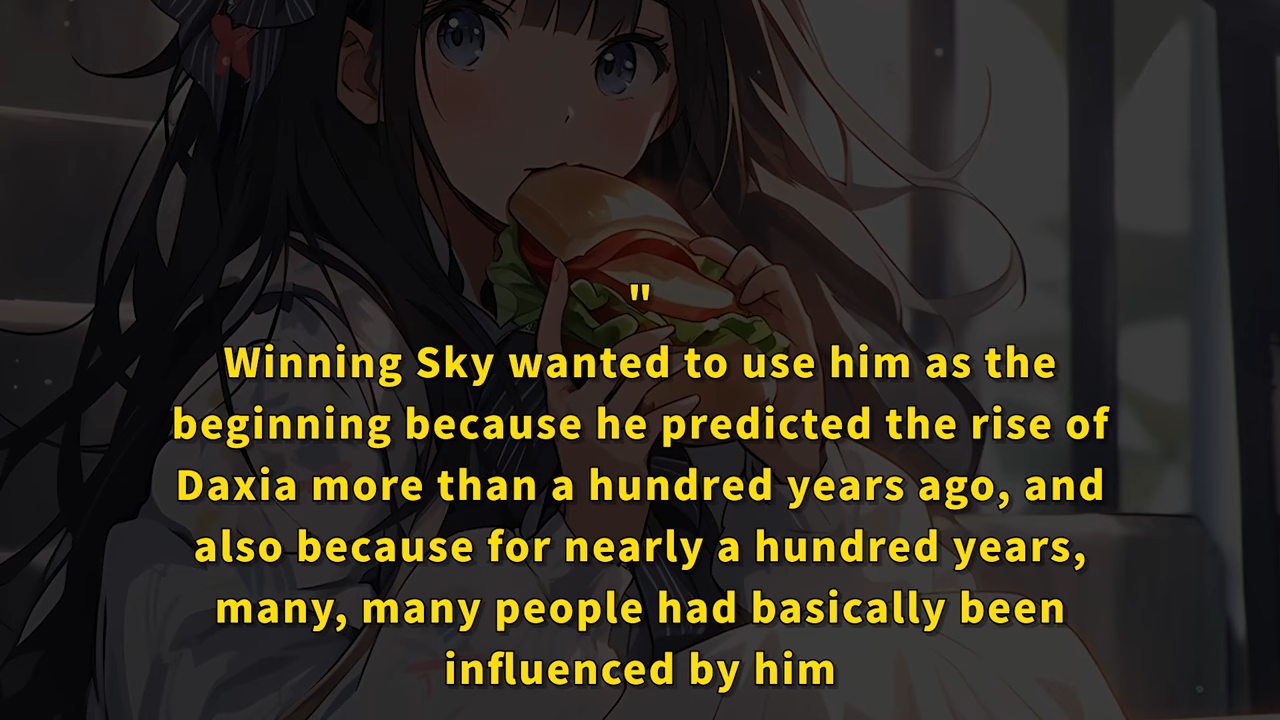 "
Winning Sky wanted to use him as the
beginning because he predicted the rise of
Daxia more than a hundred years ago, and
also because for nearly a hundred years,
many, many people had basically been
influenced by him